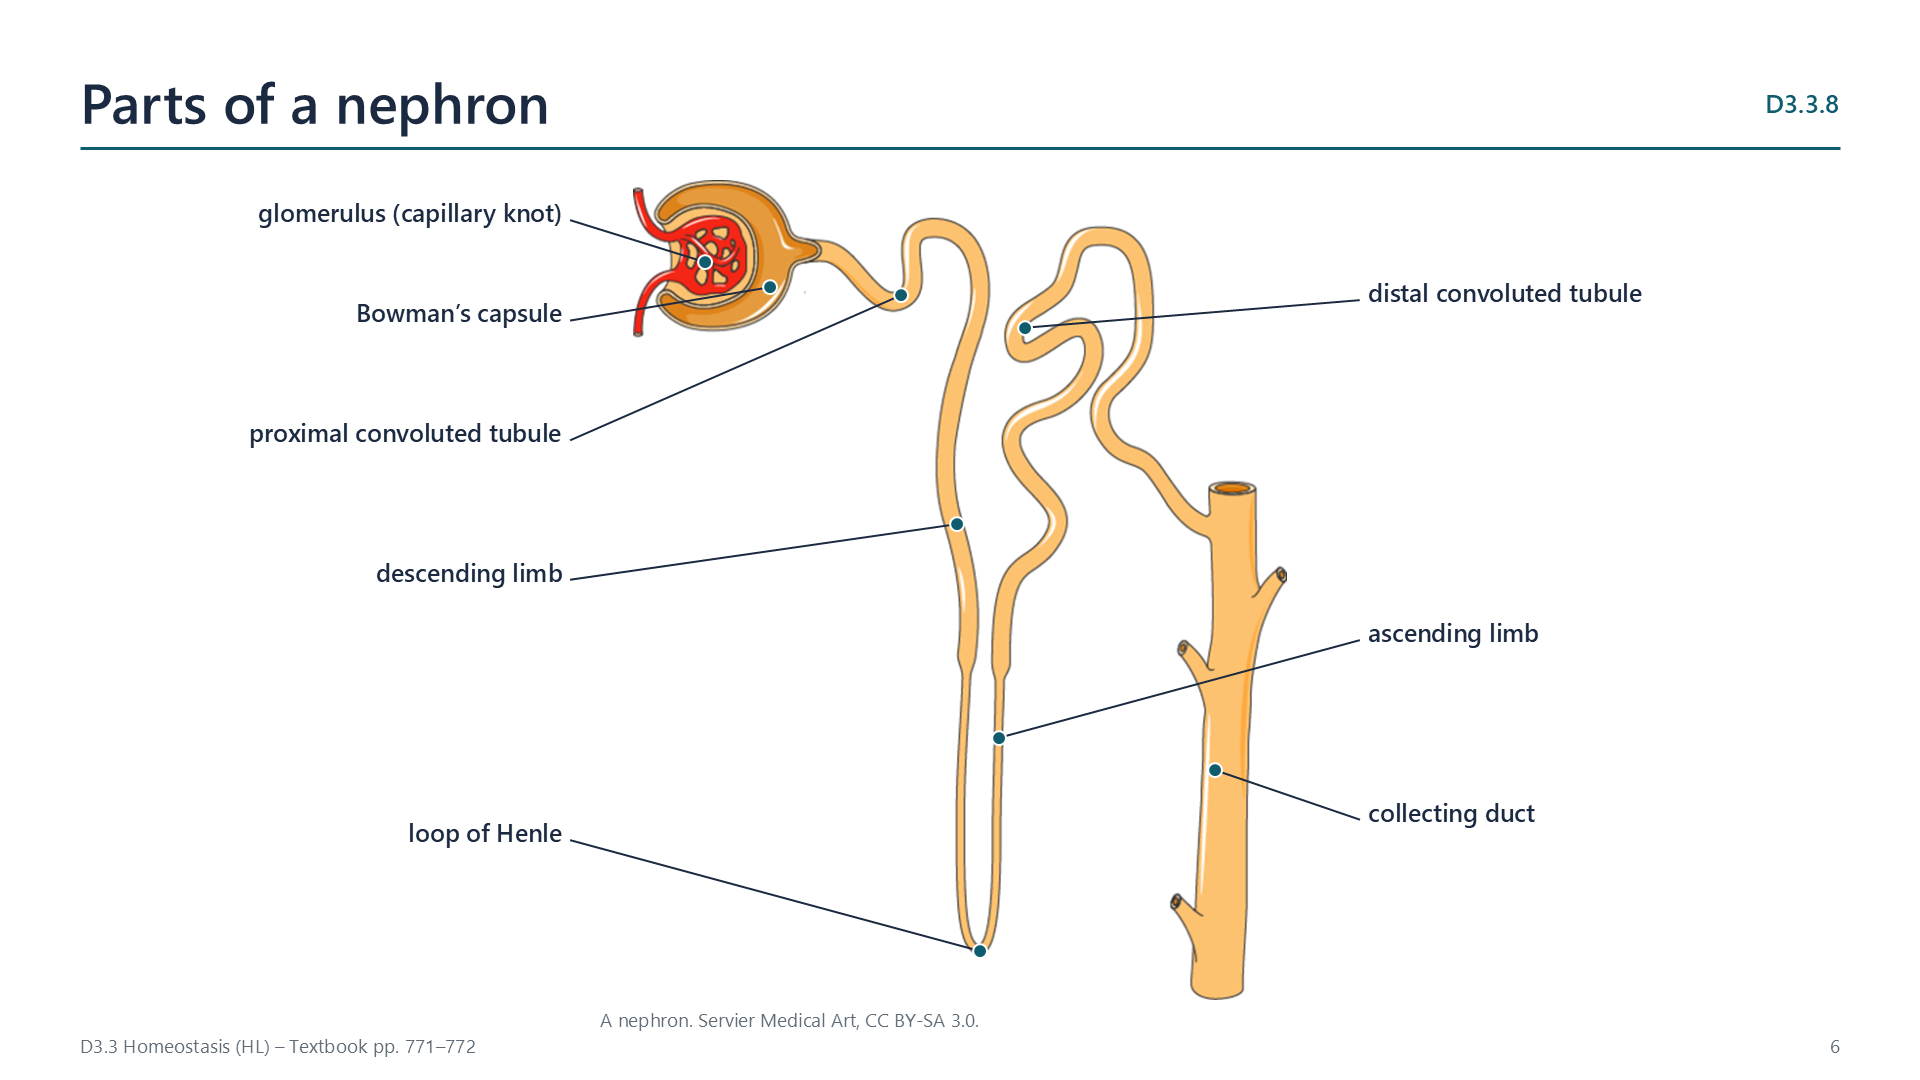 Parts of a nephron
D3.3.8
glomerulus (capillary knot)
Bowman’s capsule
proximal convoluted tubule
descending limb
loop of Henle
distal convoluted tubule
ascending limb
collecting duct
A nephron. Servier Medical Art, CC BY-SA 3.0.
D3.3 Homeostasis (HL) – Textbook pp. 771–772
6